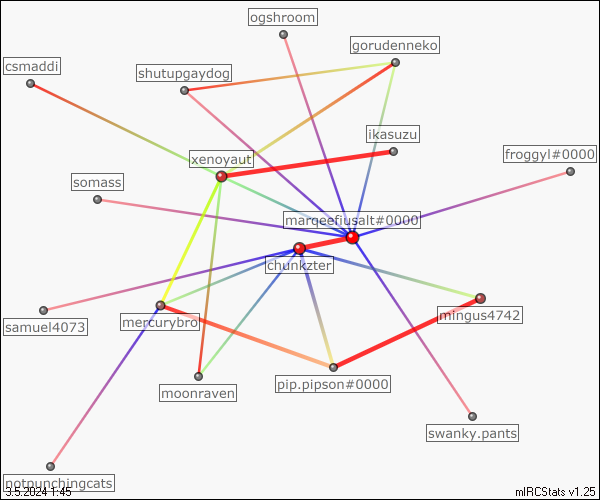 ogshroom
gorudenneko
csmaddi
shutupgaydog
ikasuzu
xenoyaut
froggyl#0000
somass
marqeefiusalt#0000
chunkzter
samuel4073
mercurybro
mingus4742
moonraven
pip.pipson#0000
swanky.pants
notpunchingcats
3.5.2024 1:45
mIRCStats v1.25